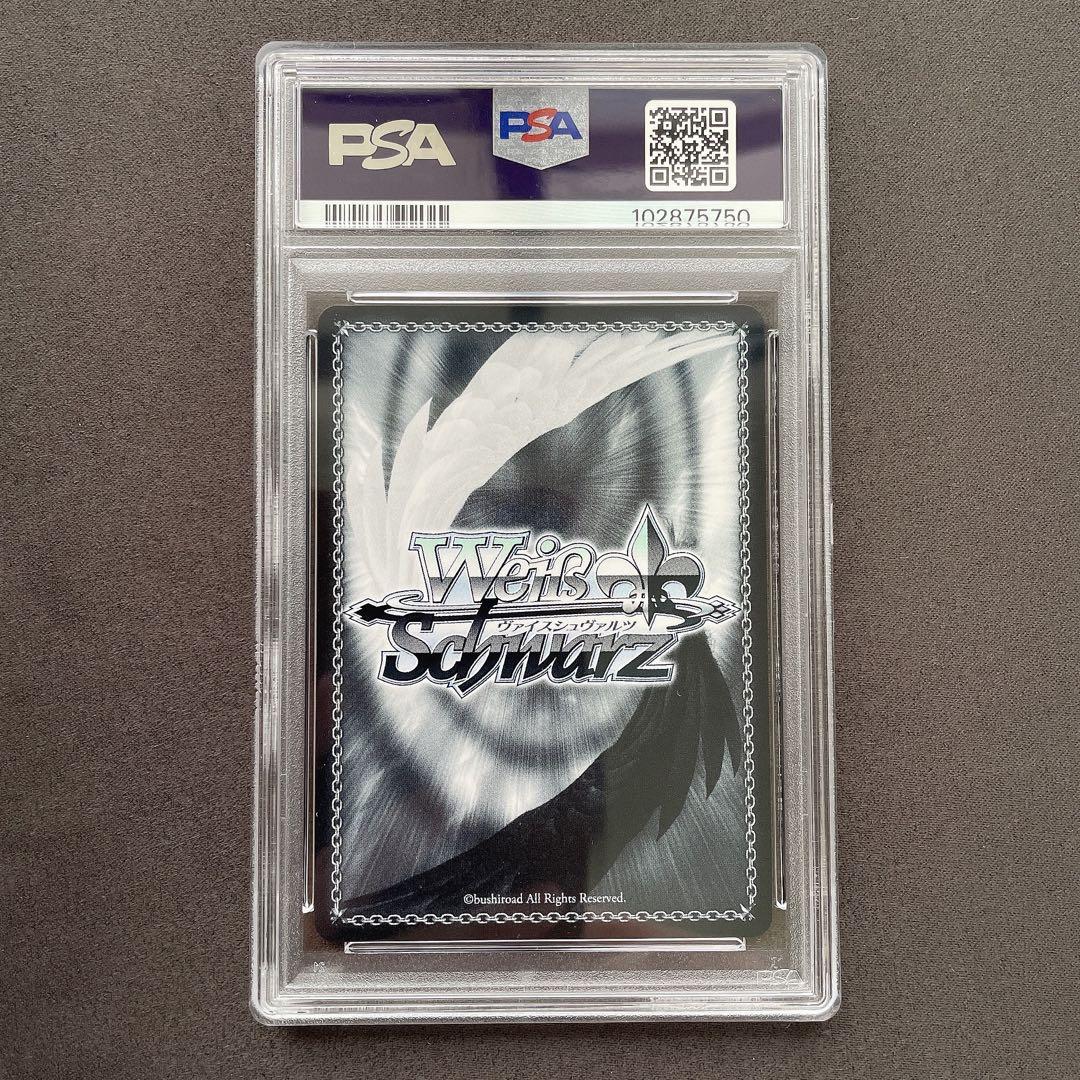 PSA
PSA
102875750
Weiß
ヴァイスシュヴァルツ
Schwarz
©bushiroad All Rights Reserved.
PSA